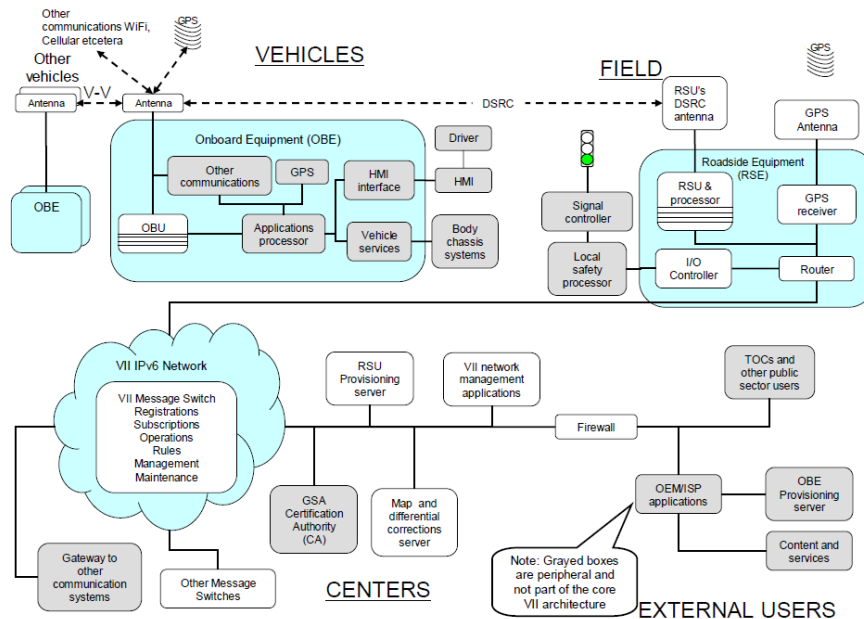 Other
communications WiFi,
Cellular etcetera
GPS
VEHICLES
Other
vehicles
V-V
Antenna
Antenna
DSRC
FIELD
RSU's
DSRC
antenna
GPS
GPS
Antenna
Onboard Equipment (OBE)
Driver
Other
communications
GPS
HMI
interface
HMI
OBE
OBU
Applications
processor
Vehicle
services
Body
chassis
systems
Signal
controller
Local
safety
processor
Roadside Equipment
(RSE)
RSU &
processor
GPS
receiver
I/O
Controller
Router
VII IPv6 Network
VII Message Switch
Registrations
Subscriptions
Operations
Rules
Management
Maintenance
RSU
Provisioning
server
VII network
management
applications
Firewall
TOCs and
other public
sector users
GSA
Certification
Authority
(CA)
Map and
differential
corrections
server
OEM/ISP
applications
OBE
Provisioning
server
Content and
services
Gateway to
other
communication
systems
Other Message
Switches
CENTERS
Note: Grayed boxes
are peripheral and
not part of the core
VII architecture
EXTERNAL USERS